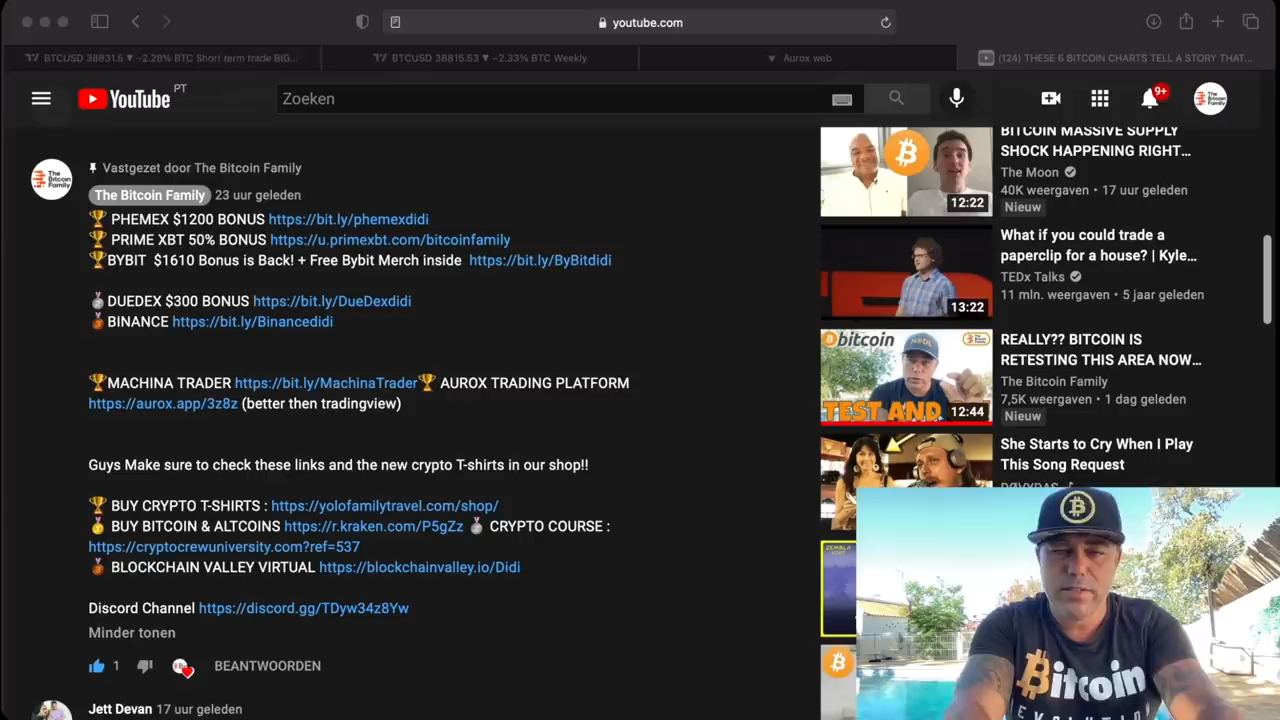 youtube.com
BTCUSD 38831.5 ▼ −2.28% BTC Short term trade BIG...
BTCUSD 38815.53 ▼ −2.33% BTC Weekly
Aurox web
(124) THESE 6 BITCOIN CHARTS TELL A STORY THAT...
YouTube PT
Zoeken
9+
The Bitcoin Family
Vastgezet door The Bitcoin Family
The Bitcoin Family 23 uur geleden
🏆 PHEMEX $1200 BONUS https://bit.ly/phemexdidi
🏆 PRIME XBT 50% BONUS https://u.primexbt.com/bitcoinfamily
🏆BYBIT $1610 Bonus is Back! + Free Bybit Merch inside https://bit.ly/ByBitdidi
🥈DUEDEX $300 BONUS https://bit.ly/DueDexdidi
🥉BINANCE https://bit.ly/Binancedidi
🏆MACHINA TRADER https://bit.ly/MachinaTrader🏆 AUROX TRADING PLATFORM
https://aurox.app/3z8z (better then tradingview)
Guys Make sure to check these links and the new crypto T-shirts in our shop!!
🏆 BUY CRYPTO T-SHIRTS : https://yolofamilytravel.com/shop/
🥇 BUY BITCOIN & ALTCOINS https://r.kraken.com/P5gZz 🥈 CRYPTO COURSE :
https://cryptocrewuniversity.com?ref=537
🥉 BLOCKCHAIN VALLEY VIRTUAL https://blockchainvalley.io/Didi
Discord Channel https://discord.gg/TDyw34z8Yw
Minder tonen
1
BEANTWOORDEN
Jett Devan 17 uur geleden
12:22
BITCOIN MASSIVE SUPPLY
SHOCK HAPPENING RIGHT...
The Moon
40K weergaven • 17 uur geleden
Nieuw
13:22
What if you could trade a
paperclip for a house? | Kyle...
TEDx Talks
11 mln. weergaven • 5 jaar geleden
bitcoin
TEST AND
12:44
REALLY?? BITCOIN IS
RETESTING THIS AREA NOW...
The Bitcoin Family
7,5K weergaven • 1 dag geleden
Nieuw
She Starts to Cry When I Play
This Song Request
Bitcoin